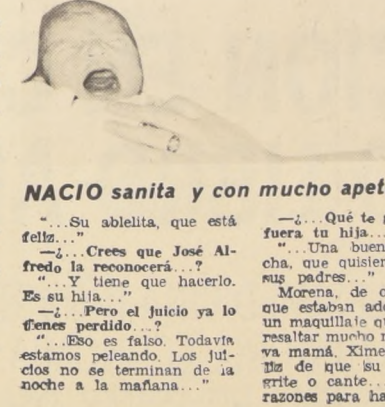 NACIO sanita y con mucho apet
"...Su ablelita, que está
feliz..."
—¿...Crees que José Al-
fredo la reconocerá...?
"...Y tiene que hacerlo.
Es su hija..."
—¿...Pero el juicio ya lo
tienes perdido...?
"...Eso es falso. Todavía
estamos peleando. Los jui-
cios no se terminan de la
noche a la mañana..."
—¿...Qué te
fuera tu hija...
"...Una buen
cha, que quisier
sus padres..."
Morena, de o
que estaban ade
un maquillaje q
resaltar mucho
va mamá, Xime
liz de que su
grite o cante...
razones para ha